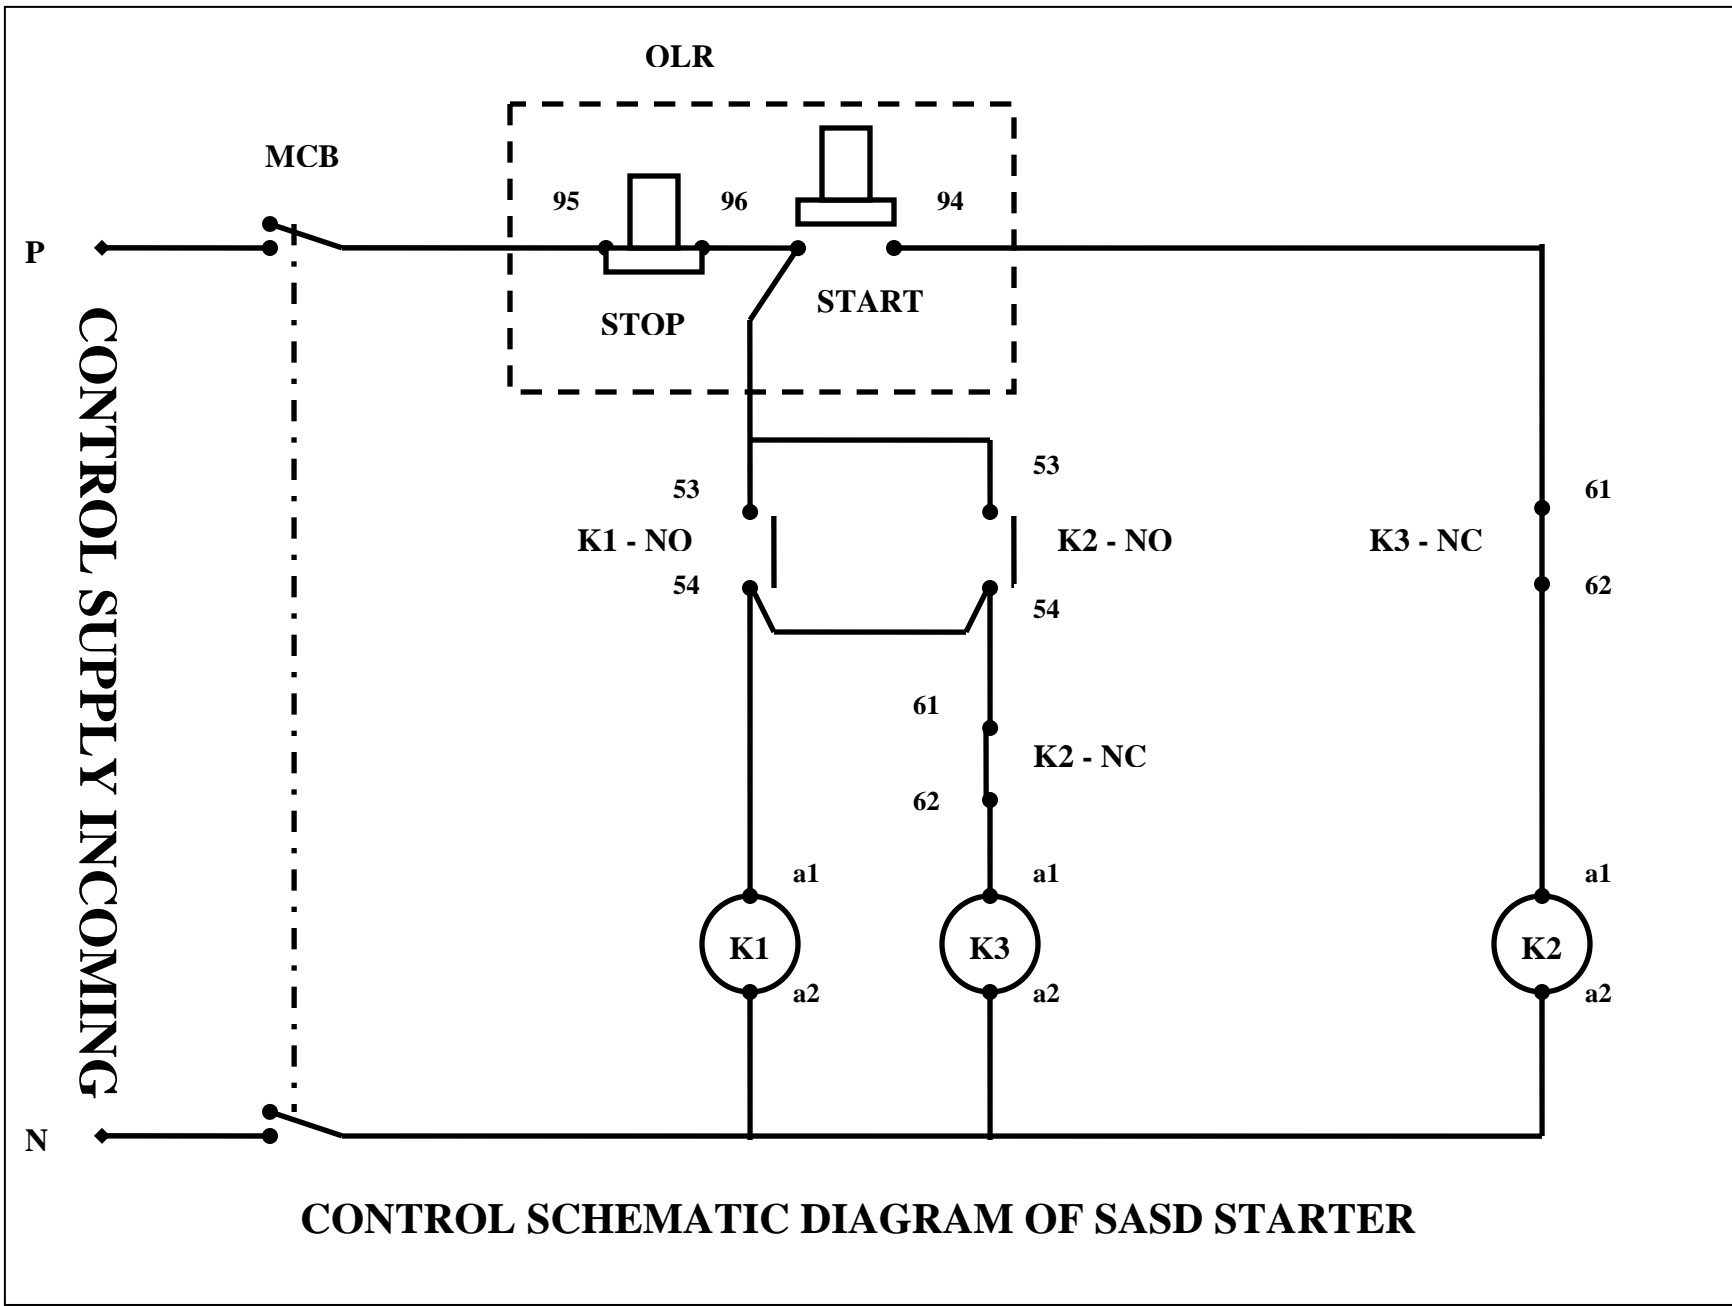 OLR
MCB
95
96
94
P
START
STOP
CONTROL SUPPLY INCOMING
53
53
61
K1 - NO
K2 - NO
K3 - NC
54
54
62
61
K2 - NC
62
a1
a1
a1
K1
K3
K2
a2
a2
a2
N
CONTROL SCHEMATIC DIAGRAM OF SASD STARTER